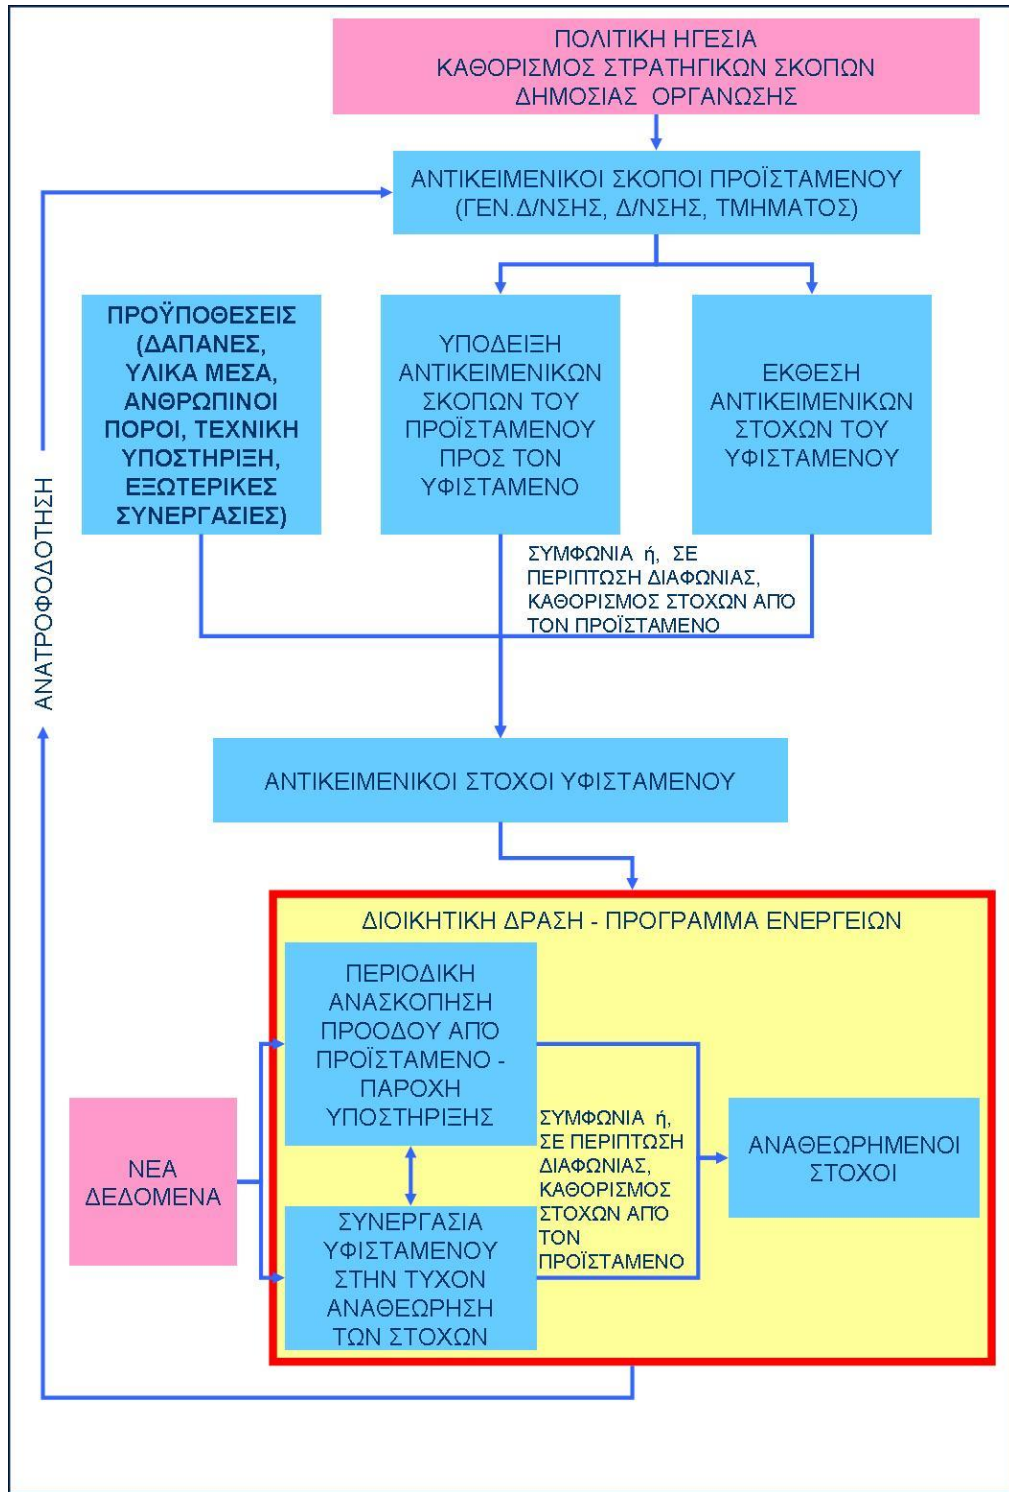 ΠΟΛΙΤΙΚΗ ΗΓΕΣΙΑ
ΚΑΘΟΡΙΣΜΟΣ ΣΤΡΑΤΗΓΙΚΩΝ ΣΚΟΠΩΝ
ΔΗΜΟΣΙΑΣ ΟΡΓΑΝΩΣΗΣ
ΑΝΤΙΚΕΙΜΕΝΙΚΟΙ ΣΚΟΠΟΙ ΠΡΟΪΣΤΑΜΕΝΟΥ
(ΓΕΝ.Δ/ΝΣΗΣ, Δ/ΝΣΗΣ, ΤΜΗΜΑΤΟΣ)
ΠΡΟΫΠΟΘΕΣΕΙΣ
(ΔΑΠΑΝΕΣ,
ΥΛΙΚΑ ΜΕΣΑ,
ΑΝΘΡΩΠΙΝΟΙ
ΠΟΡΟΙ, ΤΕΧΝΙΚΗ
ΥΠΟΣΤΗΡΙΞΗ,
ΕΞΩΤΕΡΙΚΕΣ
ΣΥΝΕΡΓΑΣΙΕΣ)
ΥΠΟΔΕΙΞΗ
ΑΝΤΙΚΕΙΜΕΝΙΚΩΝ
ΣΚΟΠΩΝ ΤΟΥ
ΠΡΟΪΣΤΑΜΕΝΟΥ
ΠΡΟΣ ΤΟΝ
ΥΦΙΣΤΑΜΕΝΟ
ΕΚΘΕΣΗ
ΑΝΤΙΚΕΙΜΕΝΙΚΩΝ
ΣΤΟΧΩΝ ΤΟΥ
ΥΦΙΣΤΑΜΕΝΟΥ
ΣΥΜΦΩΝΙΑ ή, ΣΕ
ΠΕΡΙΠΤΩΣΗ ΔΙΑΦΩΝΙΑΣ,
ΚΑΘΟΡΙΣΜΟΣ ΣΤΟΧΩΝ ΑΠΌ
ΤΟΝ ΠΡΟΪΣΤΑΜΕΝΟ
ΑΝΑΤΡΟΦΟΔΟΤΗΣΗ
ΑΝΤΙΚΕΙΜΕΝΙΚΟΙ ΣΤΟΧΟΙ ΥΦΙΣΤΑΜΕΝΟΥ
ΔΙΟΙΚΗΤΙΚΗ ΔΡΑΣΗ - ΠΡΟΓΡΑΜΜΑ ΕΝΕΡΓΕΙΩΝ
ΠΕΡΙΟΔΙΚΗ
ΑΝΑΣΚΟΠΗΣΗ
ΠΡΟΟΔΟΥ ΑΠΌ
ΠΡΟΪΣΤΑΜΕΝΟ -
ΠΑΡΟΧΗ
ΥΠΟΣΤΗΡΙΞΗΣ
ΝΕΑ
ΔΕΔΟΜΕΝΑ
ΣΥΜΦΩΝΙΑ ή,
ΣΕ ΠΕΡΙΠΤΩΣΗ
ΔΙΑΦΩΝΙΑΣ,
ΚΑΘΟΡΙΣΜΟΣ
ΣΤΟΧΩΝ ΑΠΌ
ΤΟΝ
ΠΡΟΪΣΤΑΜΕΝΟ
ΑΝΑΘΕΩΡΗΜΕΝΟΙ
ΣΤΟΧΟΙ
ΣΥΝΕΡΓΑΣΙΑ
ΥΦΙΣΤΑΜΕΝΟΥ
ΣΤΗΝ ΤΥΧΟΝ
ΑΝΑΘΕΩΡΗΣΗ
ΤΩΝ ΣΤΟΧΩΝ